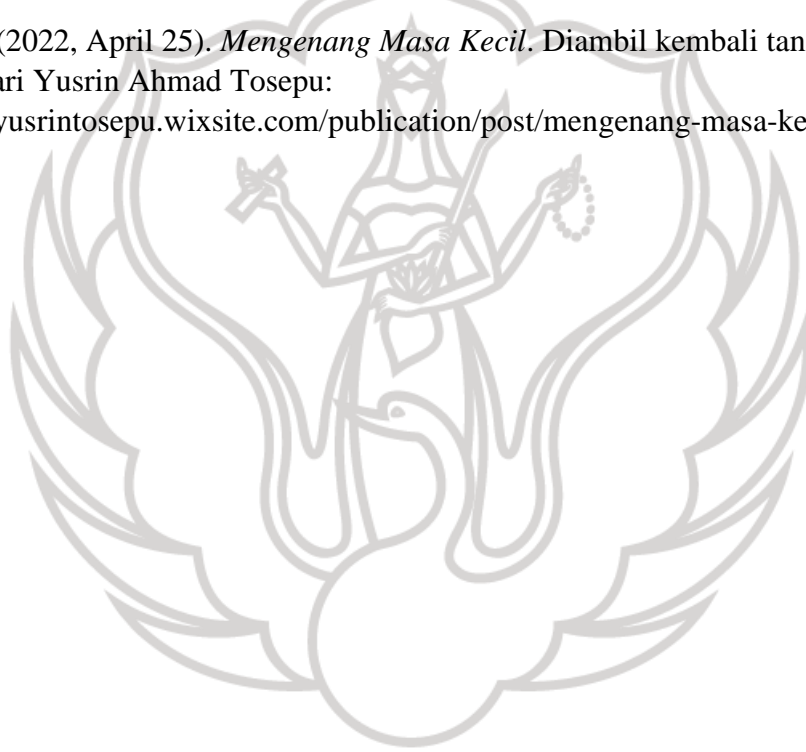 (2022, April 25). Mengenang Masa Kecil. Diambil kembali tan
ari Yusrin Ahmad Tosepu:
yusrintosepu.wixsite.com/publication/post/mengenang-masa-ke